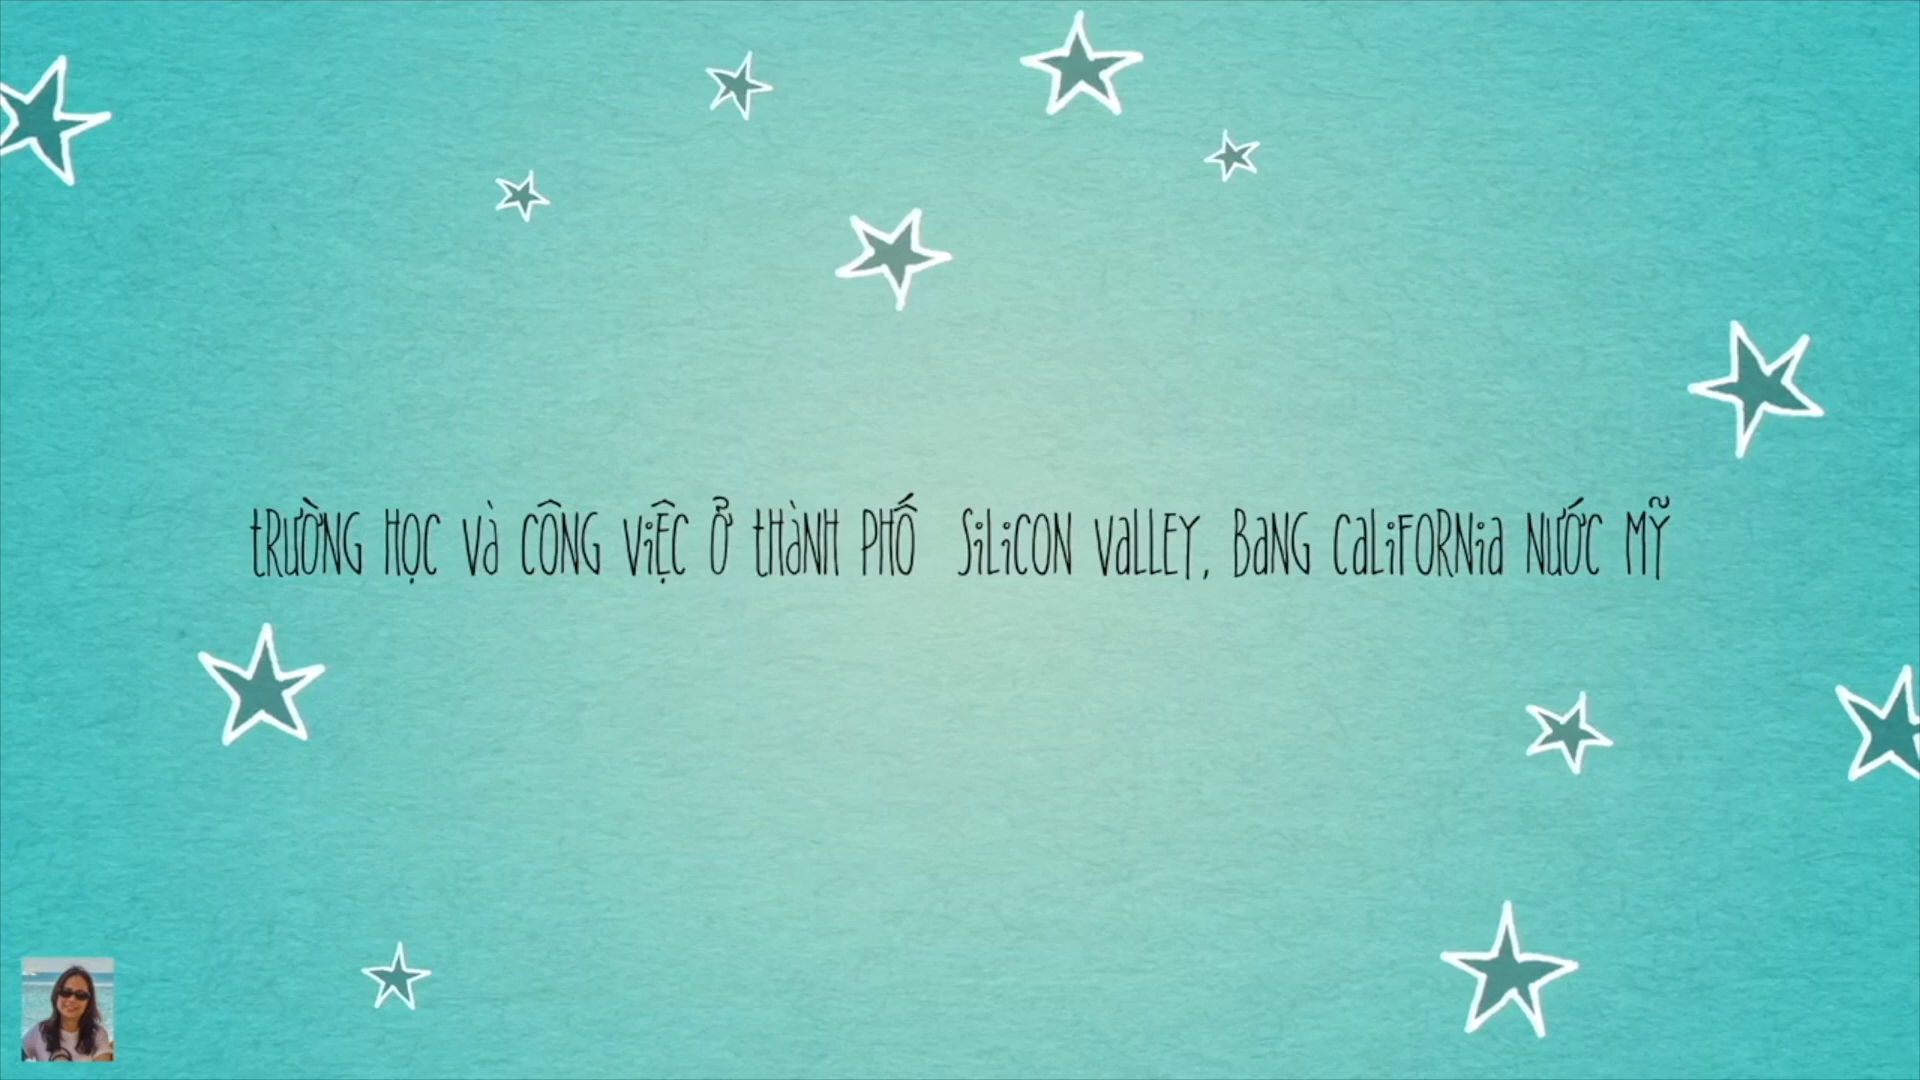 Trường học và công việc ở thành phố Silicon Valley, bang California nước Mỹ